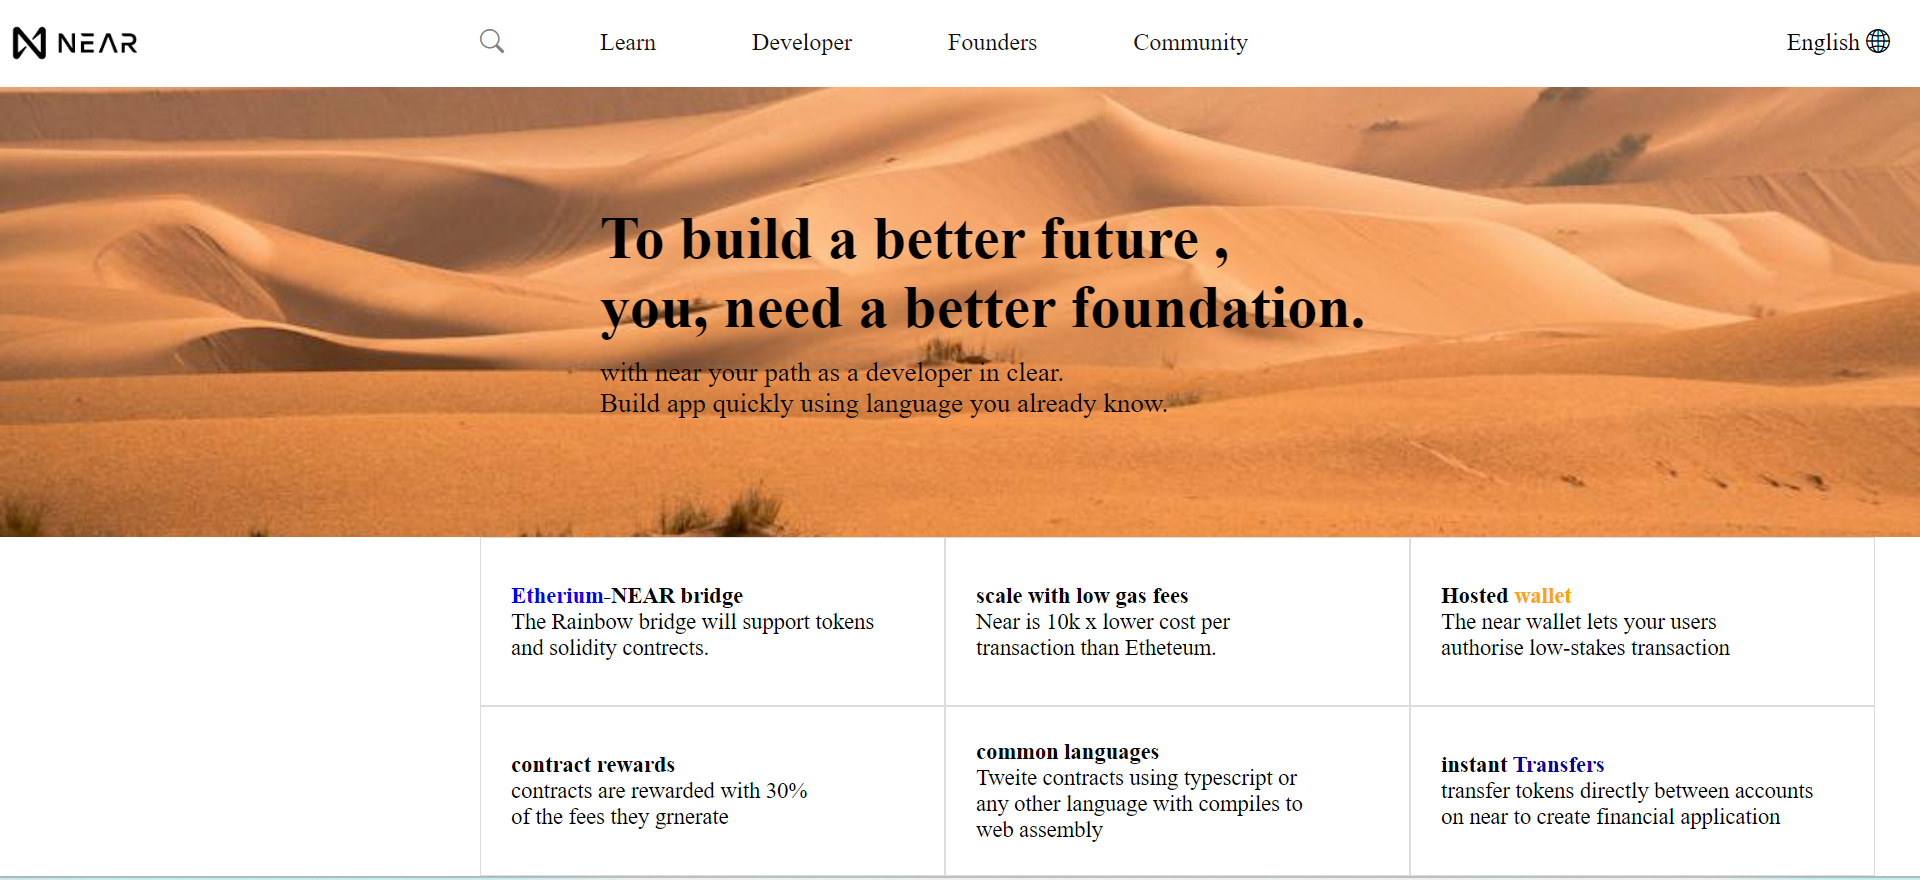 NEAR
Learn
Developer
Founders
Community
English
To build a better future ,
you, need a better foundation.
with near your path as a developer in clear.
Build app quickly using language you already know.
Etherium-NEAR bridge
The Rainbow bridge will support tokens
and solidity contrects.
scale with low gas fees
Near is 10k x lower cost per
transaction than Etheteum.
Hosted wallet
The near wallet lets your users
authorise low-stakes transaction
contract rewards
contracts are rewarded with 30%
of the fees they grnerate
common languages
Tweite contracts using typescript or
any other language with compiles to
web assembly
instant Transfers
transfer tokens directly between accounts
on near to create financial application